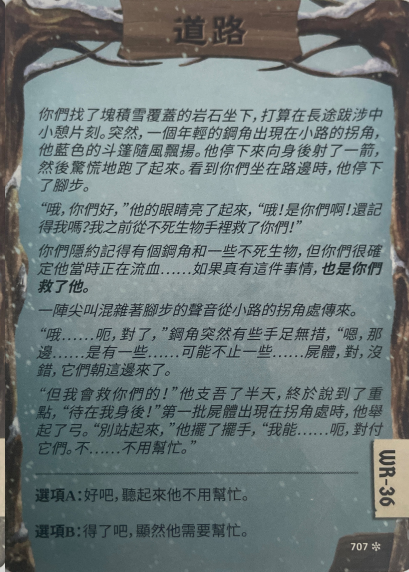 道路
你們找了塊積雪覆蓋的岩石坐下，打算在長途跋涉中
小憩片刻。突然，一個年輕的鋼角出現在小路的拐角，
他藍色的斗篷隨風飄揚。他停下來向身後射了一箭，
然後驚慌地跑了起來。看到你們坐在路邊時，他停下
了腳步。
“哦，你們好，”他的眼睛亮了起來，“哦！是你們啊！還記
得我嗎？我之前從不死生物手裡救了你們！”
你們隱約記得有個鋼角和一些不死生物，但你們很確
定他當時正在流血……如果真有這件事情，也是你們
救了他。
一陣尖叫混雜著腳步的聲音從小路的拐角處傳來。
“哦……呃，對了，”鋼角突然有些手足無措，“嗯，那
邊……是有一些……可能不止一些……屍體，對，沒
錯，它們朝這邊來了。
“但我會救你們的！”他支吾了半天，終於說到了重
點，“待在我身後！”第一批屍體出現在拐角處時，他舉
起了弓。“別站起來，”他擺了擺手，“我能……呃，對付
它們。不……不用幫忙。”
選項A：好吧，聽起來他不用幫忙。
選項B：得了吧，顯然他需要幫忙。
WR-36
707 ✻